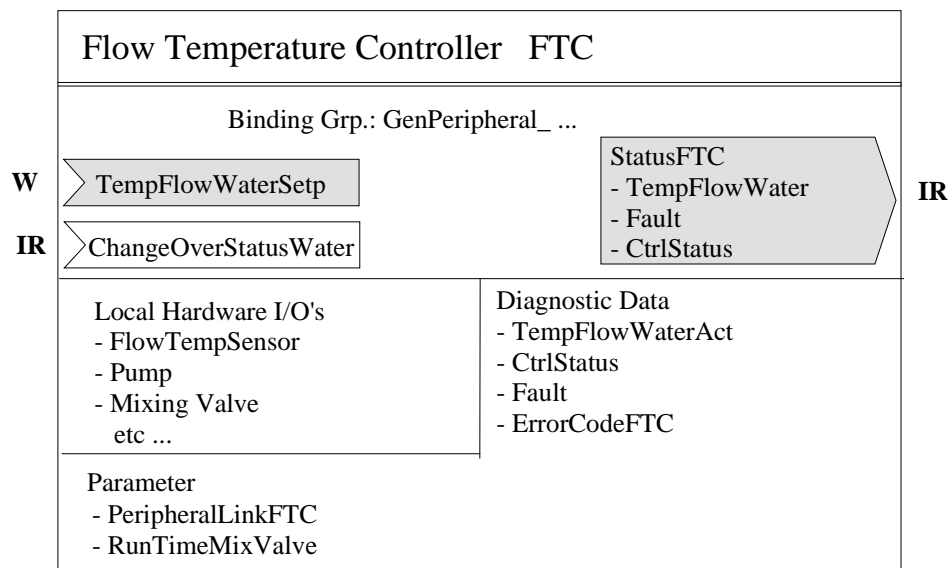 Flow Temperature Controller FTC
Binding Grp.: GenPeripheral_ ...
W
TempFlowWaterSetp
IR
ChangeOverStatusWater
StatusFTC
- TempFlowWater
- Fault
- CtrlStatus
IR
Local Hardware I/O's
- FlowTempSensor
- Pump
- Mixing Valve
etc ...
Diagnostic Data
- TempFlowWaterAct
- CtrlStatus
- Fault
- ErrorCodeFTC
Parameter
- PeripheralLinkFTC
- RunTimeMixValve